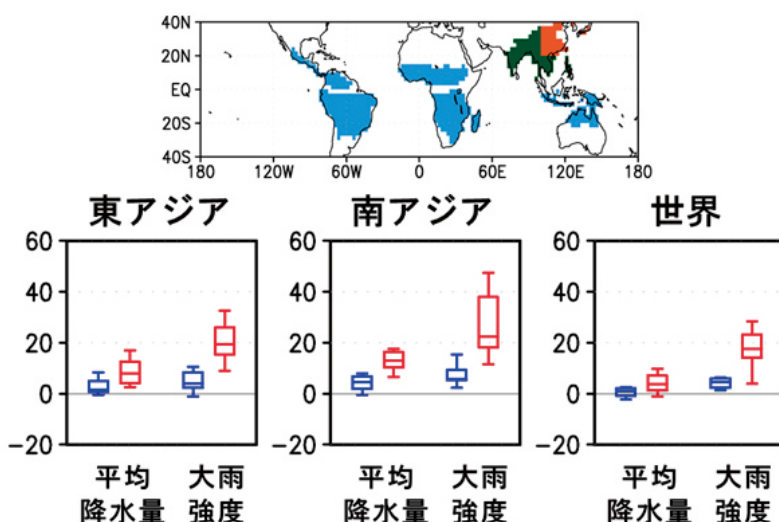 40N
20N
EQ
20S
40S
180 120W 60W 0 60E 120E 180
東アジア 南アジア 世界
60 60 60
40 40 40
20 20 20
0 0 0
-20 -20 -20
平均 大雨 平均 大雨 平均 大雨
降水量 強度 降水量 強度 降水量 強度